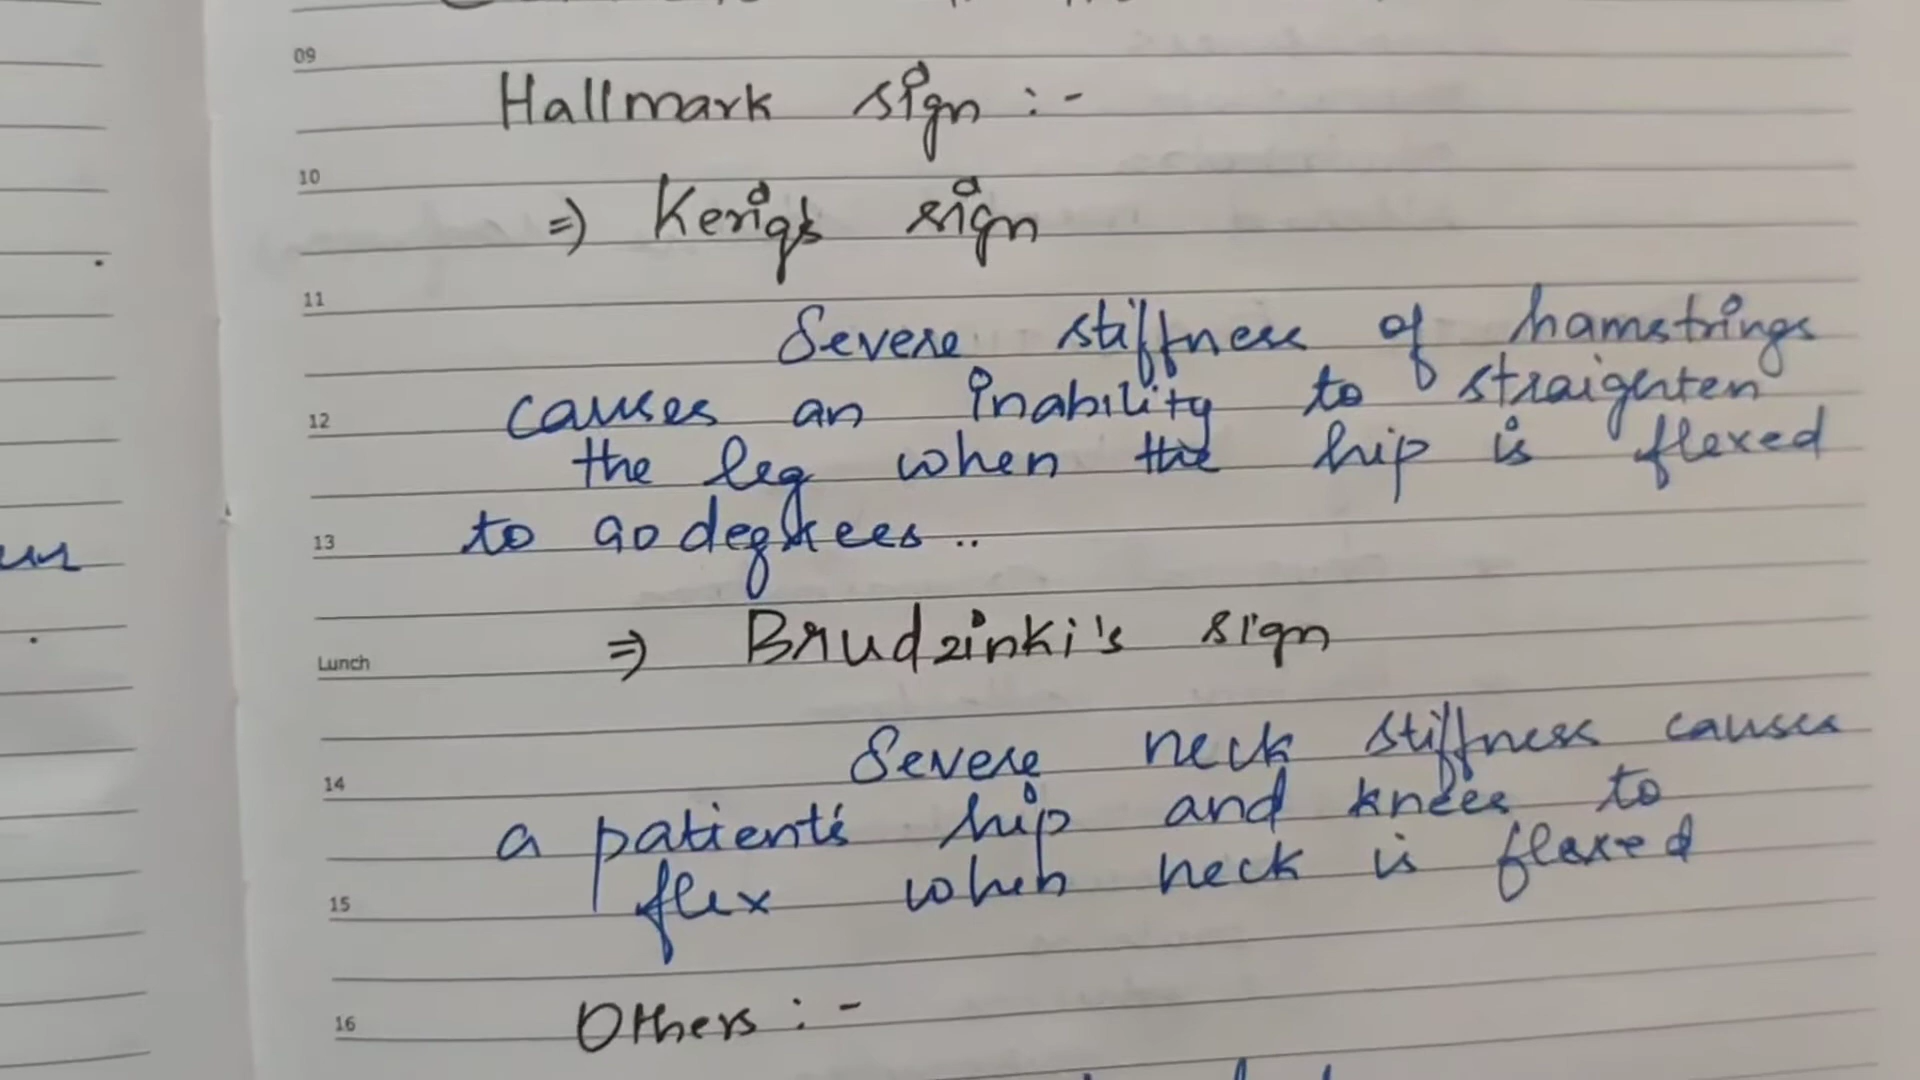 09
Hallmark sign :-
10
=> Kerig's sign
11
Severe stiffness of hamstrings
12
causes an inability to straighten
the leg when the hip is flexed
13
to 90 degrees ..
=> Brudzinki's sign
Lunch
Severe neck stiffness causes
14
a patient's hip and knees to
flex when neck is flexed
15
16
Others :-